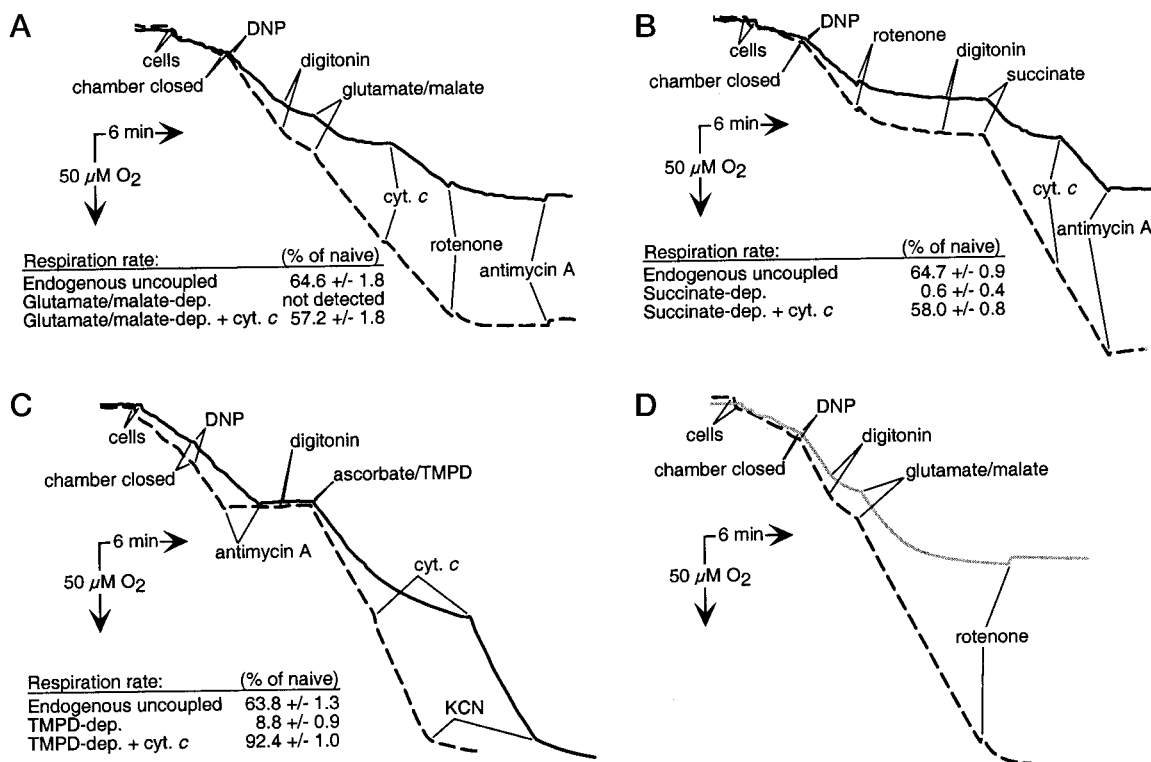 A
DNP
cells
digitonin
chamber closed
glutamate/malate
6 min
50 µM O2
cyt. c
rotenone
antimycin A
Respiration rate: (% of naive)
Endogenous uncoupled 64.6 +/- 1.8
Glutamate/malate-dep. not detected
Glutamate/malate-dep. + cyt. c 57.2 +/- 1.8
B
DNP
rotenone
cells
digitonin
chamber closed
succinate
6 min
50 µM O2
cyt. c
antimycin A
Respiration rate: (% of naive)
Endogenous uncoupled 64.7 +/- 0.9
Succinate-dep. 0.6 +/- 0.4
Succinate-dep. + cyt. c 58.0 +/- 0.8
C
DNP
cells
digitonin
chamber closed
ascorbate/TMPD
6 min
antimycin A
50 µM O2
cyt. c
Respiration rate: (% of naive)
Endogenous uncoupled 63.8 +/- 1.3
TMPD-dep. 8.8 +/- 0.9
TMPD-dep. + cyt. c 92.4 +/- 1.0
KCN
D
DNP
cells
digitonin
chamber closed
glutamate/malate
6 min
50 µM O2
rotenone